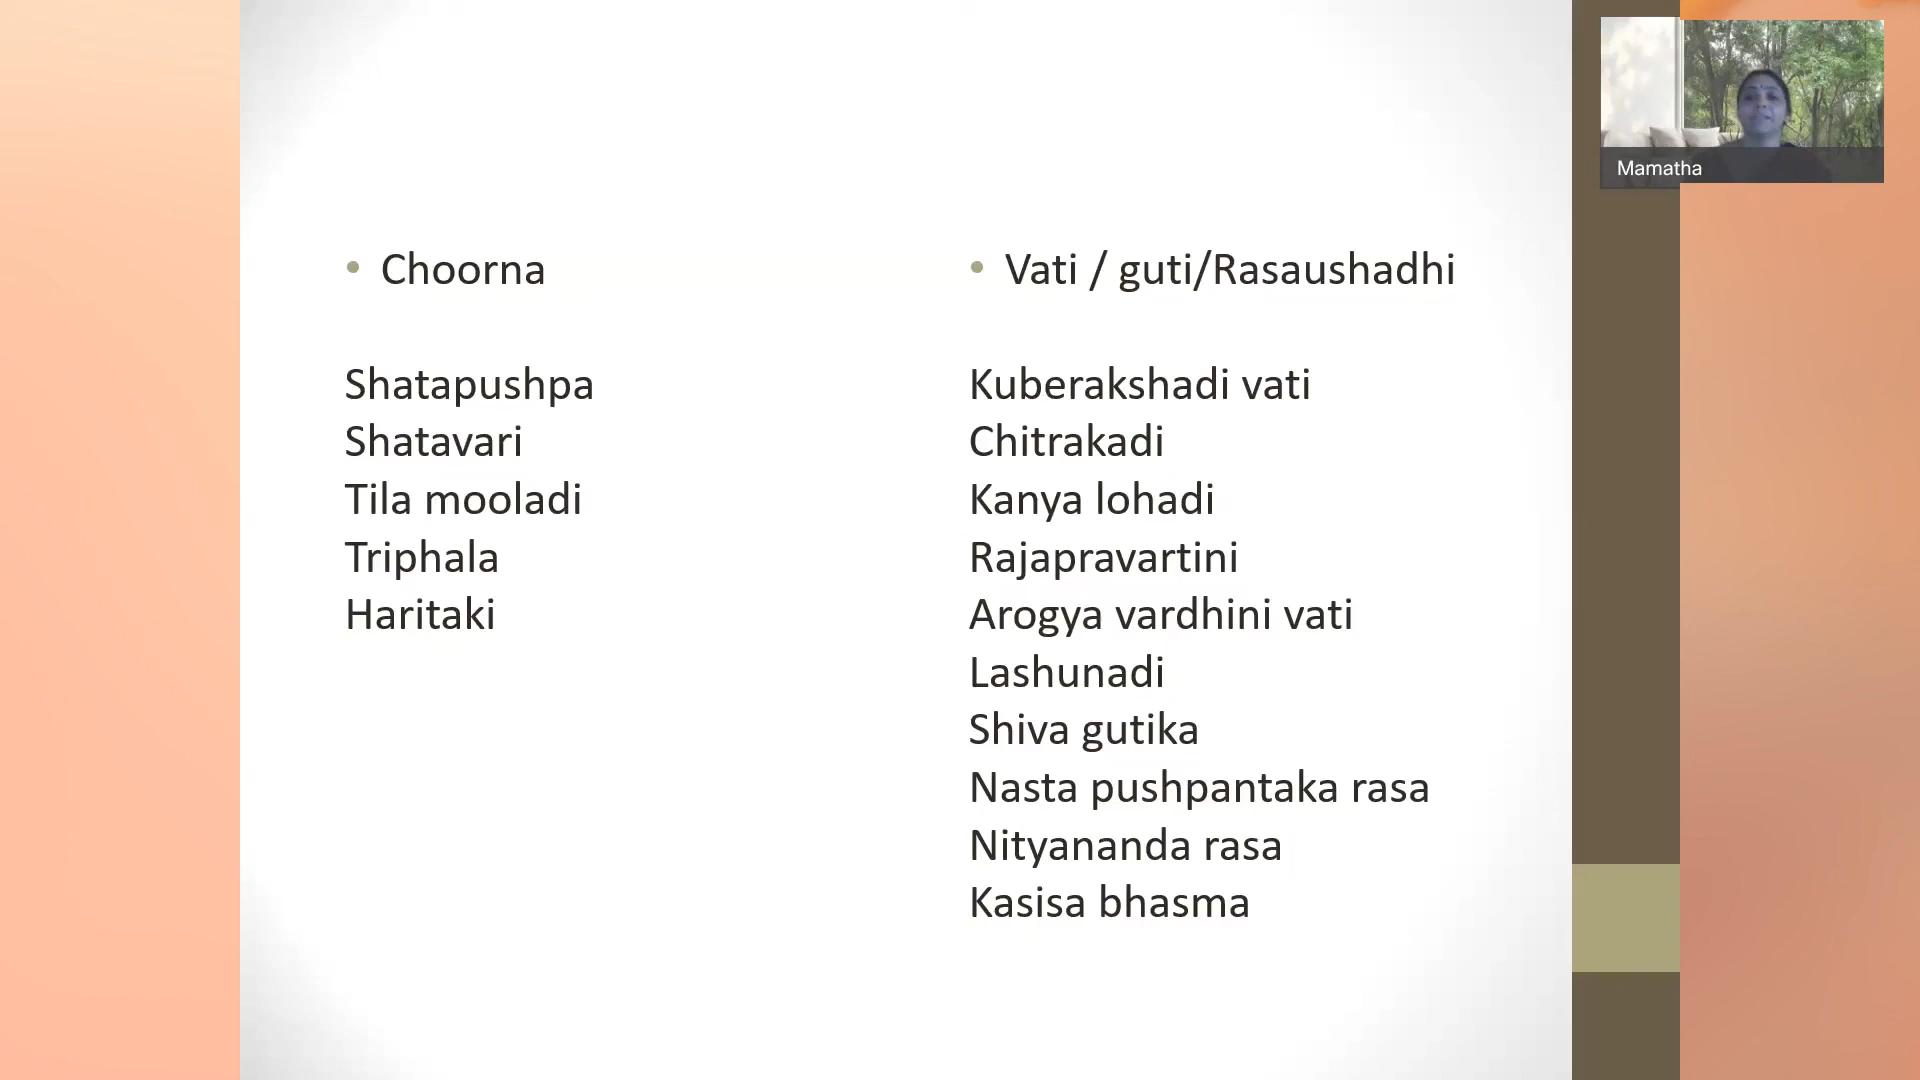 Mamatha
• Choorna
Shatapushpa
Shatavari
Tila mooladi
Triphala
Haritaki
• Vati / guti/Rasaushadhi
Kuberakshadi vati
Chitrakadi
Kanya lohadi
Rajapravartini
Arogya vardhini vati
Lashunadi
Shiva gutika
Nasta pushpantaka rasa
Nityananda rasa
Kasisa bhasma